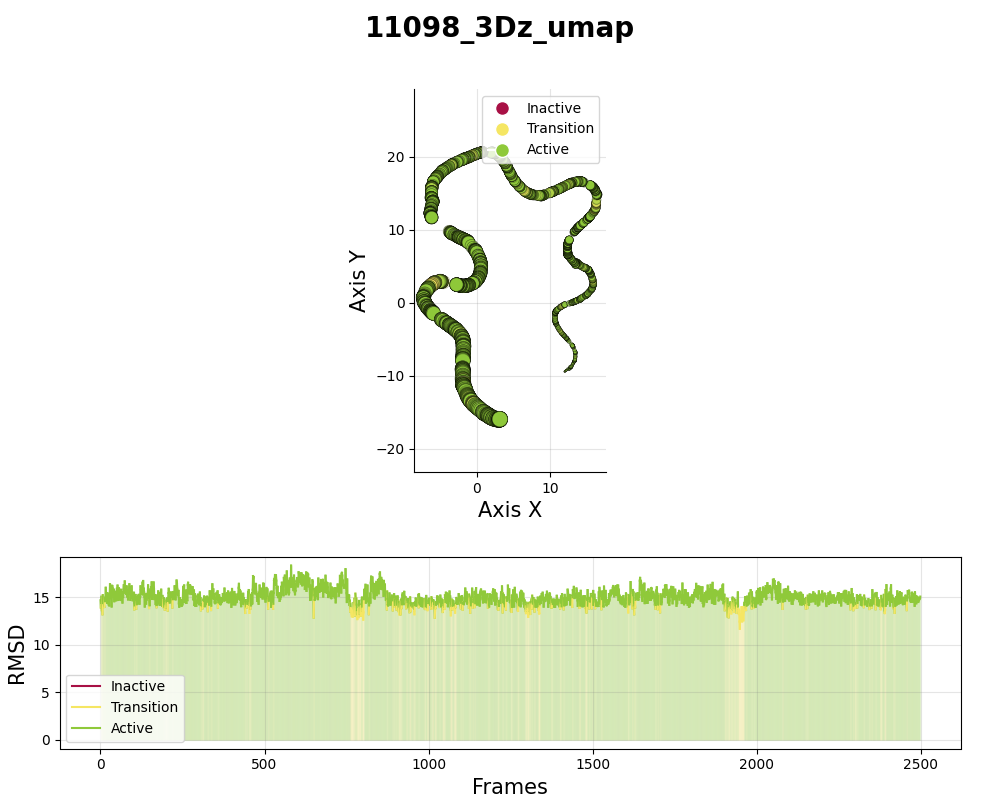 11098_3Dz_umap
Inactive
Transition
Active
20
10
0
−10
−20
Axis Y
0 10
Axis X
15
10
5
0
RMSD
Inactive
Transition
Active
0 500 1000 1500 2000 2500
Frames